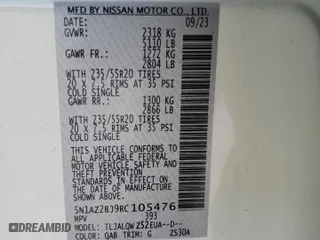 MFD BY NISSAN MOTOR CO., LTD.
09/23
GVWR: 2318 KG
5110 LB
GAWR FR.: 1272 KG
2804 LB
WITH 235/55R20 TIRES
20 X 7.5 RIMS AT 35 PSI
COLD SINGLE
GAWR RR.: 1300 KG
2866 LB
WITH 235/55R20 TIRES
20 X 7.5 RIMS AT 35 PSI
COLD SINGLE
THIS VEHICLE CONFORMS TO ALL
APPLICABLE FEDERAL MOTOR
VEHICLE SAFETY AND THEFT
PREVENTION STANDARDS IN
EFFECT ON THE DATE OF
MANUFACTURE SHOWN ABOVE.
5N1AZ2BJ9RC105476
MPV 393
MODEL: TLJALQWZ52EUA--D--
COLOR: QAB TRIM: G ZS30A
DREAMBID.COM